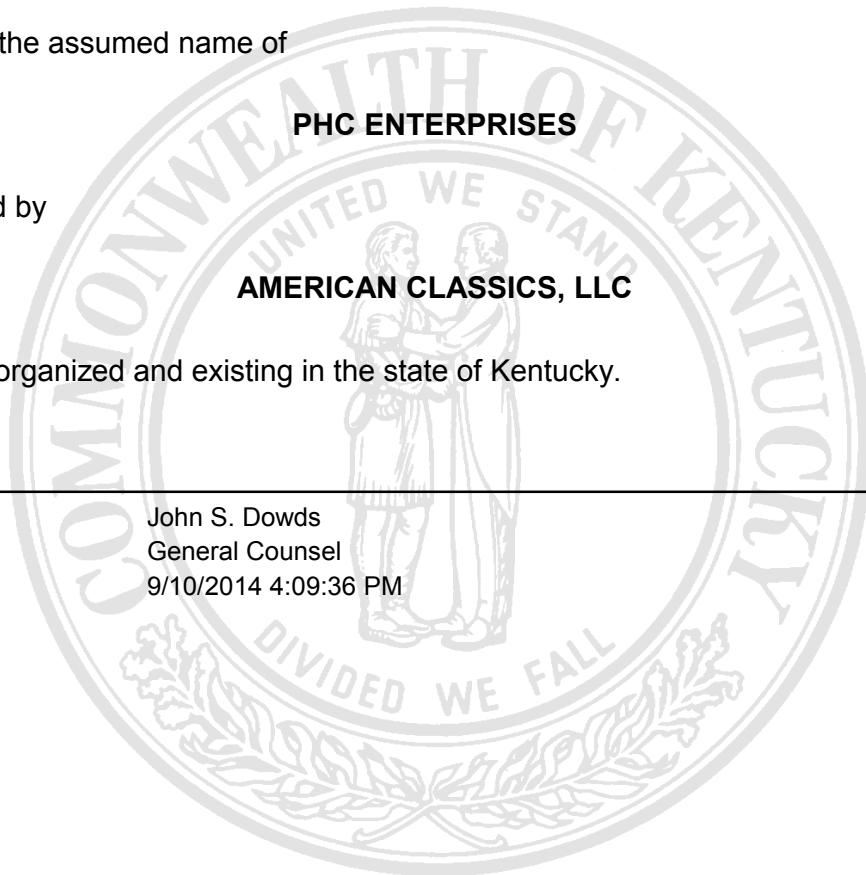 the assumed name of
PHC ENTERPRISES
d by
AMERICAN CLASSICS, LLC
organized and existing in the state of Kentucky.
John S. Dowds
General Counsel
9/10/2014 4:09:36 PM
COMMONWEALTH OF KENTUCKY
UNITED WE STAND
DIVIDED WE FALL